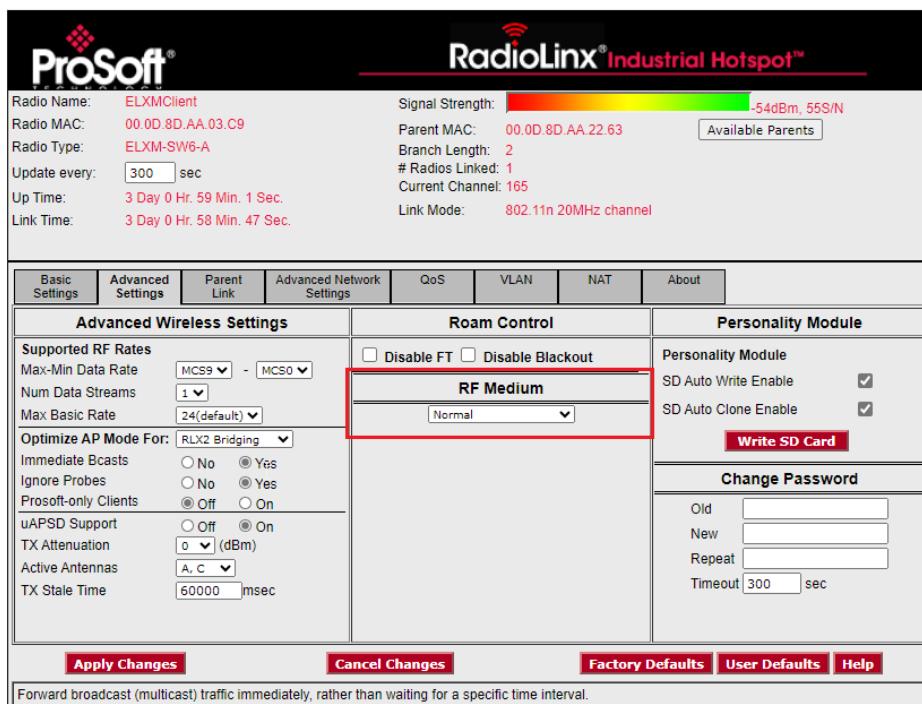 ProSoft®
TECHNOLOGY
RadioLinx® Industrial Hotspot™
Radio Name: ELXMClient
Radio MAC: 00.0D.8D.AA.03.C9
Radio Type: ELXM-SW6-A
Update every: 300 sec
Up Time: 3 Day 0 Hr. 59 Min. 1 Sec.
Link Time: 3 Day 0 Hr. 58 Min. 47 Sec.
Signal Strength: -54dBm, 55S/N
Parent MAC: 00.0D.8D.AA.22.63 Available Parents
Branch Length: 2
# Radios Linked: 1
Current Channel: 165
Link Mode: 802.11n 20MHz channel
Basic Settings
Advanced Settings
Parent Link
Advanced Network Settings
QoS
VLAN
NAT
About
Advanced Wireless Settings
Supported RF Rates
Max-Min Data Rate MCS9 - MCS0
Num Data Streams 1
Max Basic Rate 24(default)
Optimize AP Mode For: RLX2 Bridging
Immediate Bcasts No Yes
Ignore Probes No Yes
Prosoft-only Clients Off On
uAPSD Support Off On
TX Attenuation 0 (dBm)
Active Antennas A, C
TX Stale Time 60000 msec
Roam Control
Disable FT Disable Blackout
RF Medium
Normal
Personality Module
Personality Module
SD Auto Write Enable
SD Auto Clone Enable
Write SD Card
Change Password
Old
New
Repeat
Timeout 300 sec
Apply Changes Cancel Changes Factory Defaults User Defaults Help
Forward broadcast (multicast) traffic immediately, rather than waiting for a specific time interval.